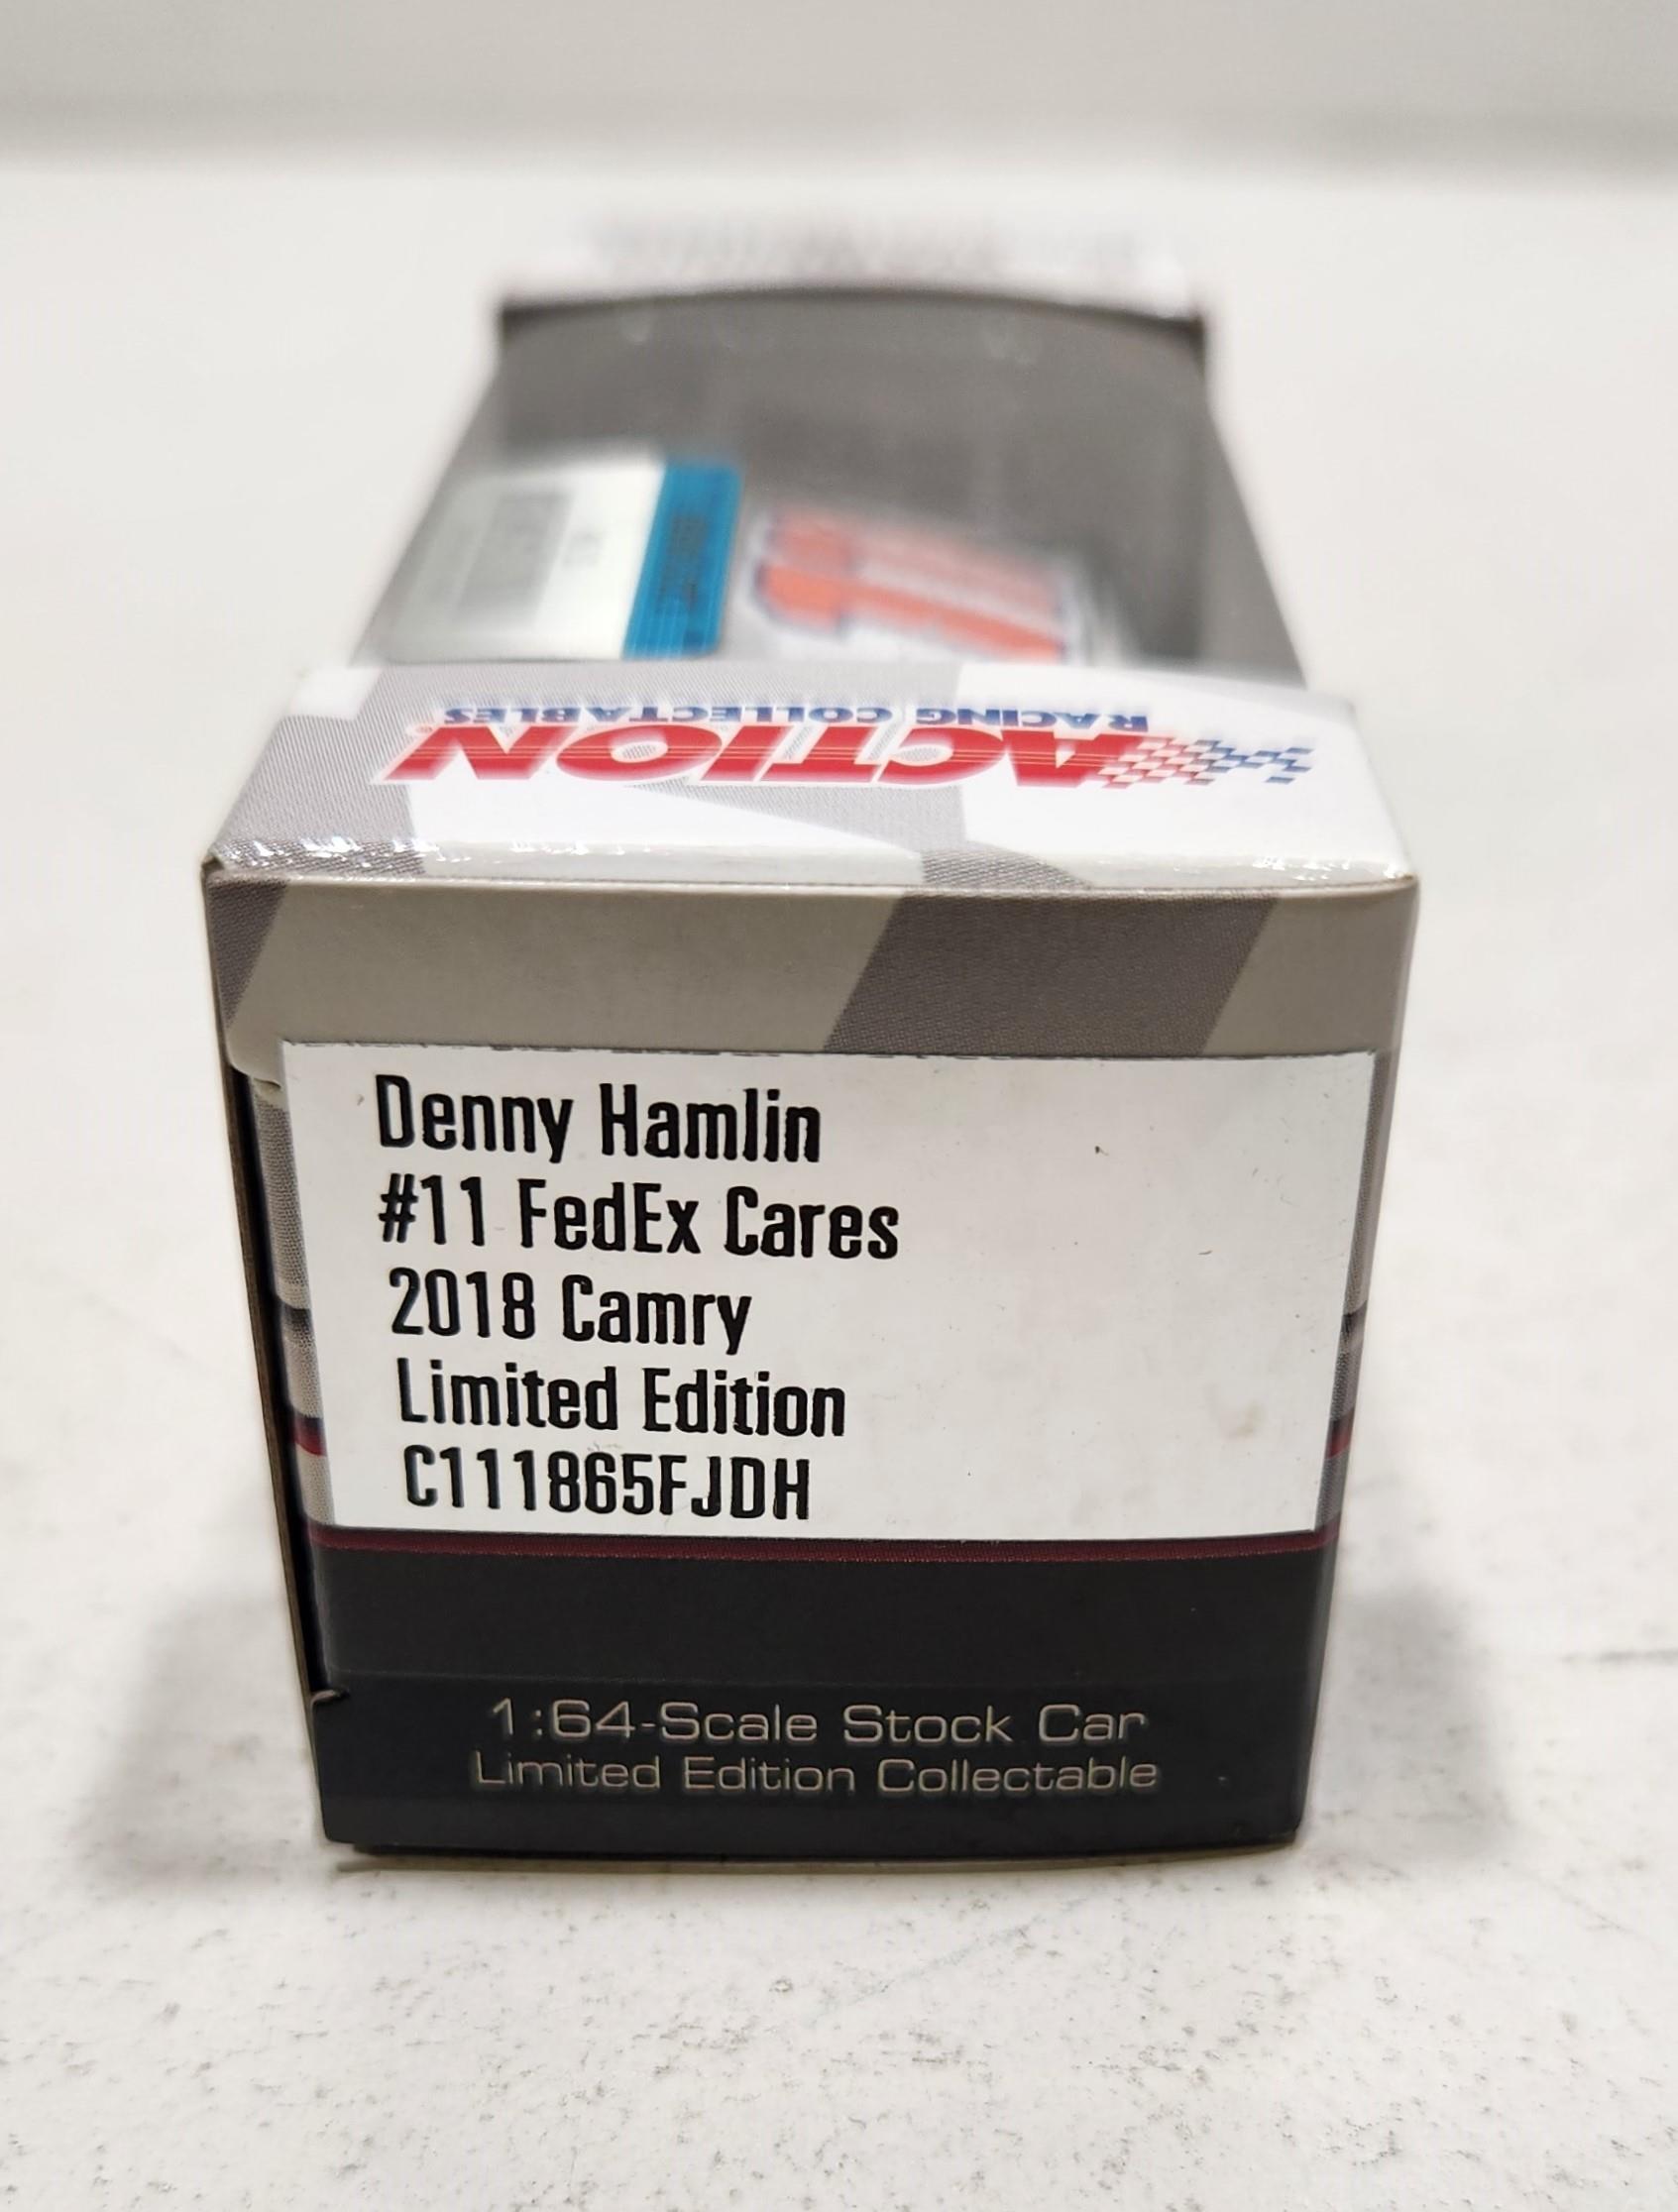 ACTION®
RACING COLLECTABLES
Denny Hamlin
#11 FedEx Cares
2018 Camry
Limited Edition
C111865FJDH
1:64-Scale Stock Car
Limited Edition Collectable